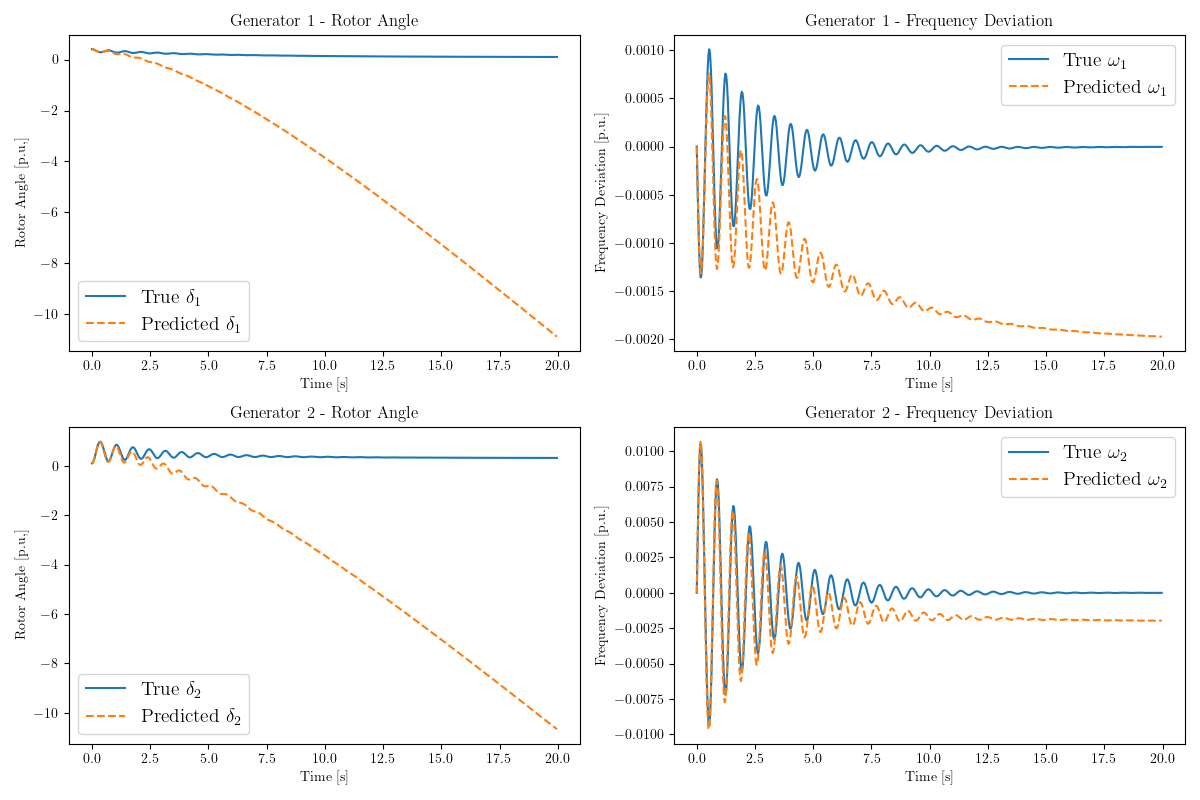 Generator 1 - Rotor Angle
0
−2
−4
−6
−8
−10
Rotor Angle [p.u.]
True δ1
Predicted δ1
0.0 2.5 5.0 7.5 10.0 12.5 15.0 17.5 20.0
Time [s]
Generator 1 - Frequency Deviation
0.0010
0.0005
0.0000
−0.0005
−0.0010
−0.0015
−0.0020
Frequency Deviation [p.u.]
True ω1
Predicted ω1
0.0 2.5 5.0 7.5 10.0 12.5 15.0 17.5 20.0
Time [s]
Generator 2 - Rotor Angle
0
−2
−4
−6
−8
−10
Rotor Angle [p.u.]
True δ2
Predicted δ2
0.0 2.5 5.0 7.5 10.0 12.5 15.0 17.5 20.0
Time [s]
Generator 2 - Frequency Deviation
0.0100
0.0075
0.0050
0.0025
0.0000
−0.0025
−0.0050
−0.0075
−0.0100
Frequency Deviation [p.u.]
True ω2
Predicted ω2
0.0 2.5 5.0 7.5 10.0 12.5 15.0 17.5 20.0
Time [s]